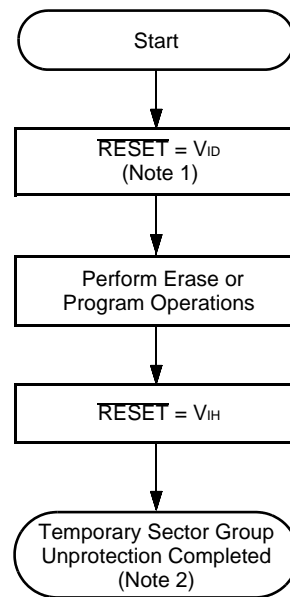 Start
RESET = VID
(Note 1)
Perform Erase or
Program Operations
RESET = VIH
Temporary Sector Group
Unprotection Completed
(Note 2)